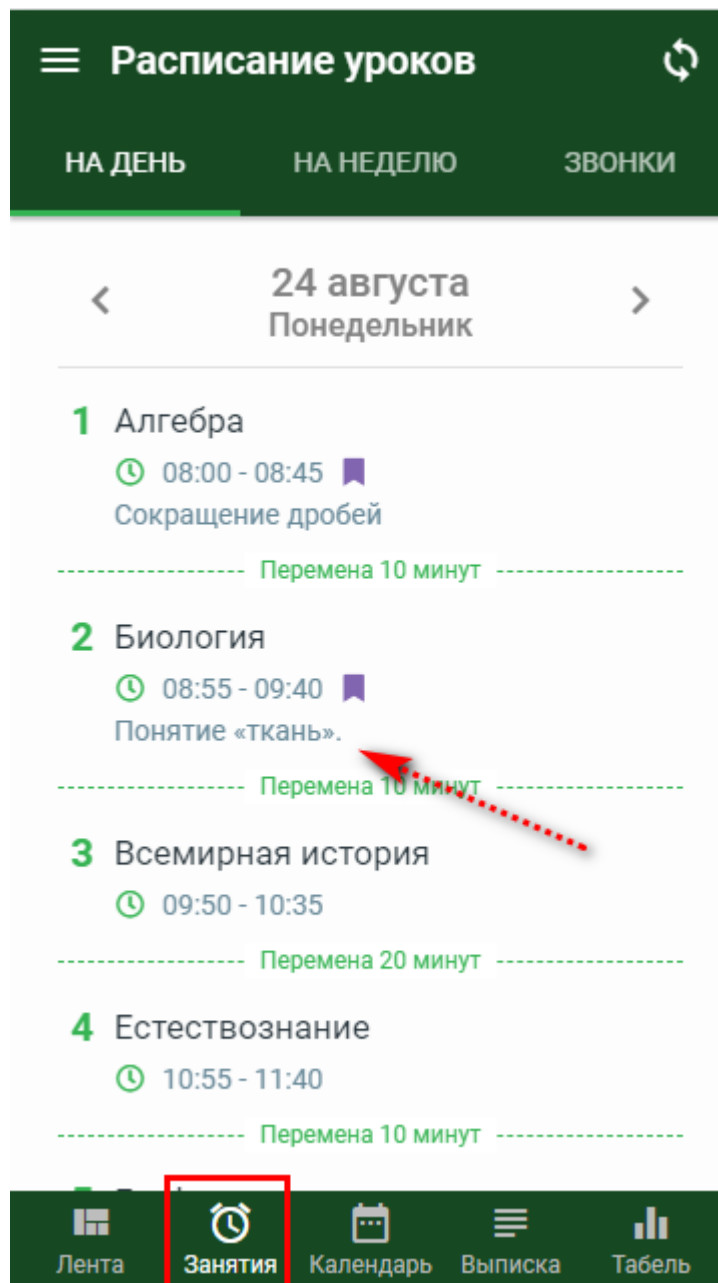 Расписание уроков
НА ДЕНЬ НА НЕДЕЛЮ ЗВОНКИ
24 августа
Понедельник
1 Алгебра
08:00 - 08:45
Сокращение дробей
Перемена 10 минут
2 Биология
08:55 - 09:40
Понятие «ткань».
Перемена 10 минут
3 Всемирная история
09:50 - 10:35
Перемена 20 минут
4 Естествознание
10:55 - 11:40
Перемена 10 минут
Лента Занятия Календарь Выписка Табель